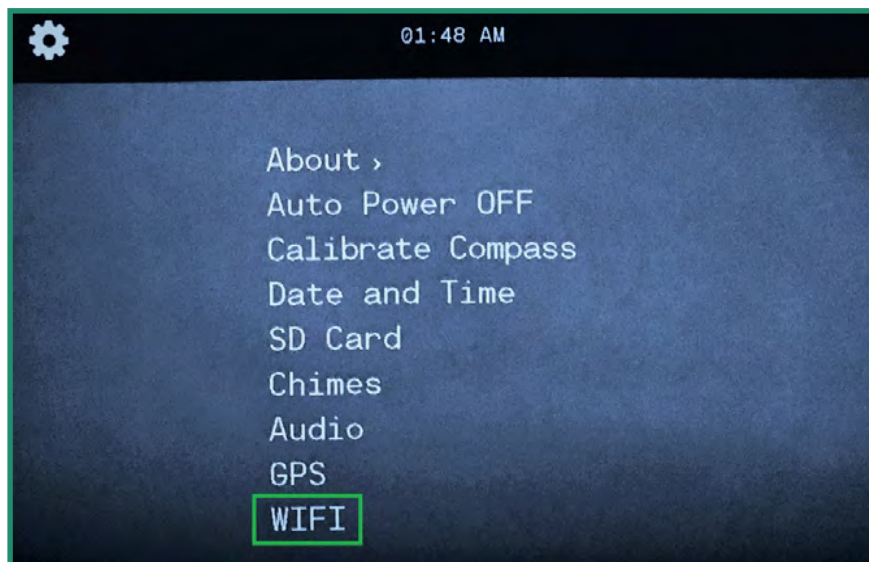 01:48 AM
About ›
Auto Power OFF
Calibrate Compass
Date and Time
SD Card
Chimes
Audio
GPS
WIFI